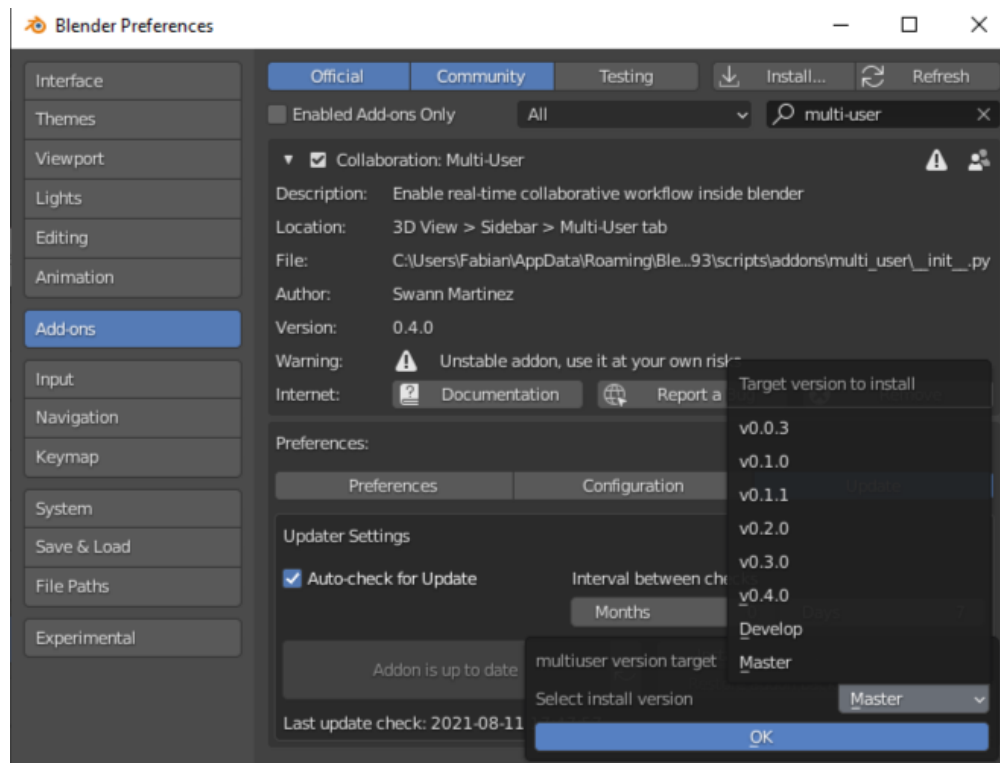 Blender Preferences
Interface
Themes
Viewport
Lights
Editing
Animation
Add-ons
Input
Navigation
Keymap
System
Save & Load
File Paths
Experimental
Official Community Testing Install... Refresh
Enabled Add-ons Only All multi-user
Collaboration: Multi-User
Description: Enable real-time collaborative workflow inside blender
Location: 3D View > Sidebar > Multi-User tab
File: C:\Users\Fabian\AppData\Roaming\Ble...93\scripts\addons\multi_user\__init__.py
Author: Swann Martinez
Version: 0.4.0
Warning: Unstable addon, use it at your own risks
Internet: Documentation Report a
Preferences:
Preferences Configuration Update
Updater Settings
Auto-check for Update Interval between checks
Months Days
Addon is up to date
Last update check: 2021-08-11
Target version to install
v0.0.3
v0.1.0
v0.1.1
v0.2.0
v0.3.0
v0.4.0
Develop
Master
multiuser version target
Select install version Master
OK